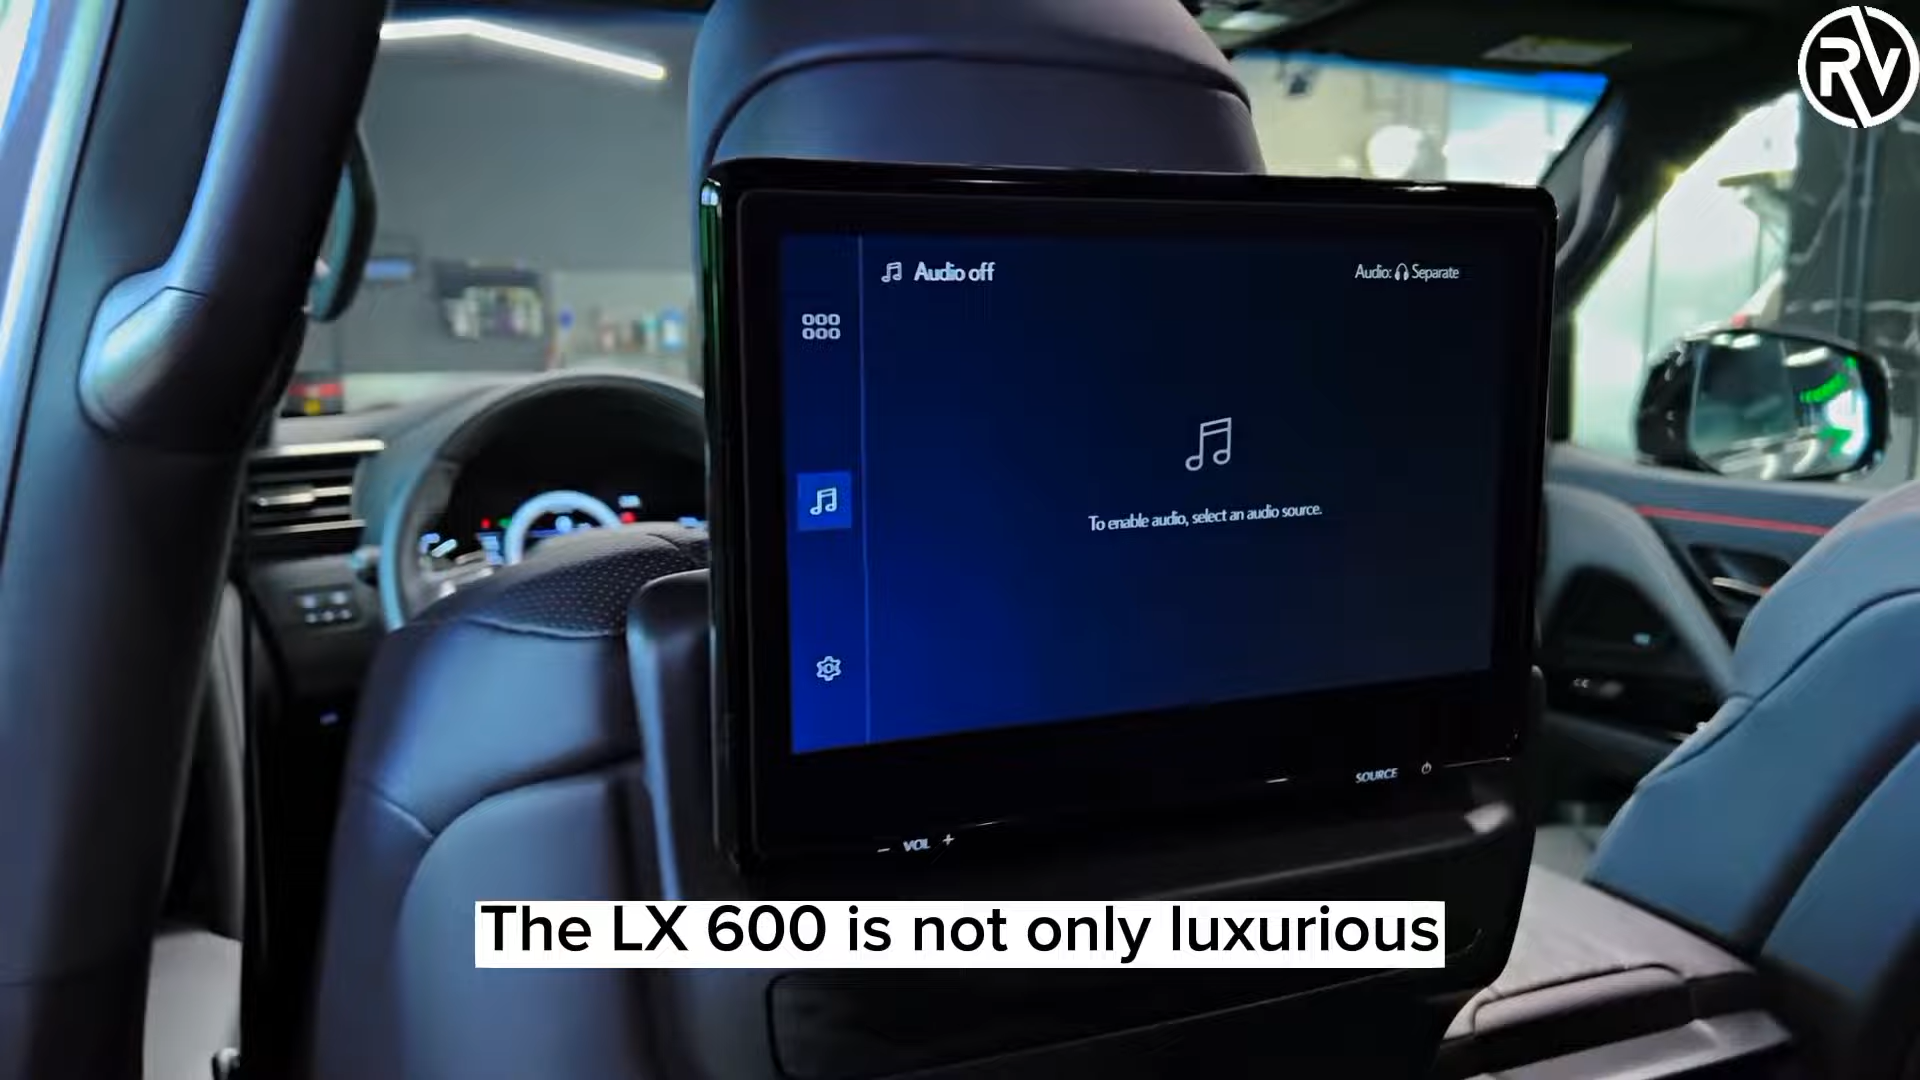 RV
Audio off
Audio: Separate
To enable audio, select an audio source.
SOURCE
− VOL +
The LX 600 is not only luxurious